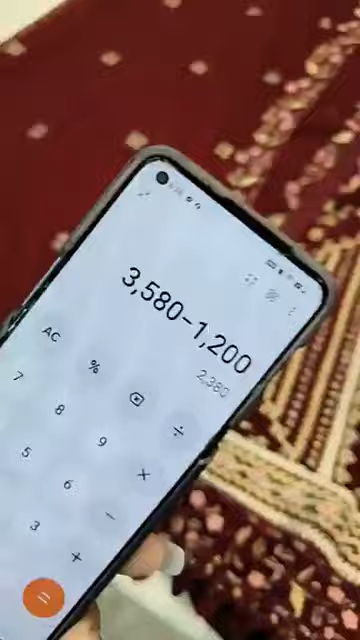 3,580-1,200
2,380
AC % ⌫ ÷
7 8 9 ×
5 6 −
3 +
=